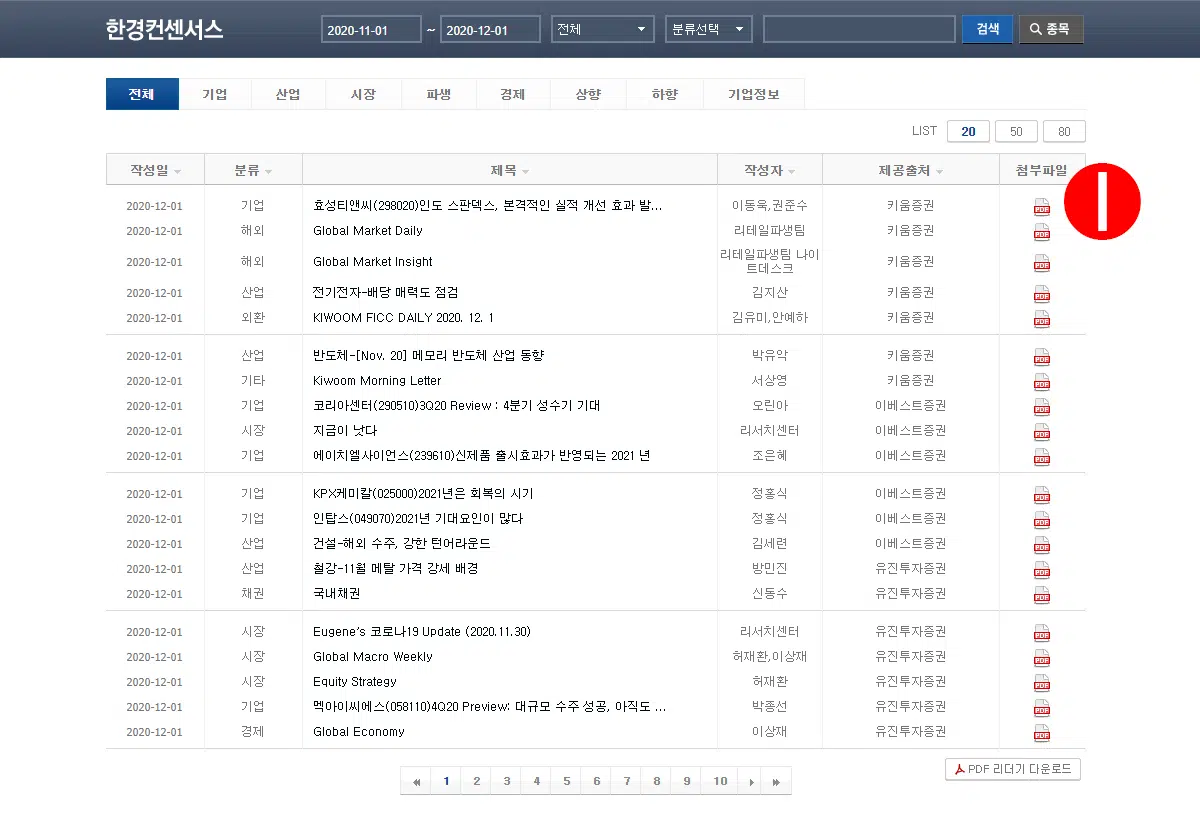 한경컨센서스 2020-11-01 ~ 2020-12-01 전체 분류선택 검색 종목
전체 기업 산업 시장 파생 경제 상향 하향 기업정보
LIST 20 50 80
작성일 분류 제목 작성자 제공출처 첨부파일
2020-12-01 기업 효성티앤씨(298020)인도 스판덱스, 본격적인 실적 개선 효과 발... 이동욱,권준수 키움증권 PDF
2020-12-01 해외 Global Market Daily 리테일파생팀 키움증권 PDF
2020-12-01 해외 Global Market Insight 리테일파생팀 나이트데스크 키움증권 PDF
2020-12-01 산업 전기전자-배당 매력도 점검 김지산 키움증권 PDF
2020-12-01 외환 KIWOOM FICC DAILY 2020. 12. 1 김유미,안예하 키움증권 PDF
2020-12-01 산업 반도체-[Nov. 20] 메모리 반도체 산업 동향 박유악 키움증권 PDF
2020-12-01 기타 Kiwoom Morning Letter 서상영 키움증권 PDF
2020-12-01 기업 코리아센터(290510)3Q20 Review : 4분기 성수기 기대 오린아 이베스트증권 PDF
2020-12-01 시장 지금이 낫다 리서치센터 이베스트증권 PDF
2020-12-01 기업 에이치엘사이언스(239610)신제품 출시효과가 반영되는 2021 년 조은혜 이베스트증권 PDF
2020-12-01 기업 KPX케미칼(025000)2021년은 회복의 시기 정홍식 이베스트증권 PDF
2020-12-01 기업 인탑스(049070)2021년 기대요인이 많다 정홍식 이베스트증권 PDF
2020-12-01 산업 건설-해외 수주, 강한 턴어라운드 김세련 이베스트증권 PDF
2020-12-01 산업 철강-11월 메탈 가격 강세 배경 방민진 유진투자증권 PDF
2020-12-01 채권 국내채권 신동수 유진투자증권 PDF
2020-12-01 시장 Eugene's 코로나19 Update (2020.11.30) 리서치센터 유진투자증권 PDF
2020-12-01 시장 Global Macro Weekly 허재환,이상재 유진투자증권 PDF
2020-12-01 시장 Equity Strategy 허재환 유진투자증권 PDF
2020-12-01 기업 멕아이씨에스(058110)4Q20 Preview: 대규모 수주 성공, 아직도 ... 박종선 유진투자증권 PDF
2020-12-01 경제 Global Economy 이상재 유진투자증권 PDF
1 2 3 4 5 6 7 8 9 10
PDF 리더기 다운로드